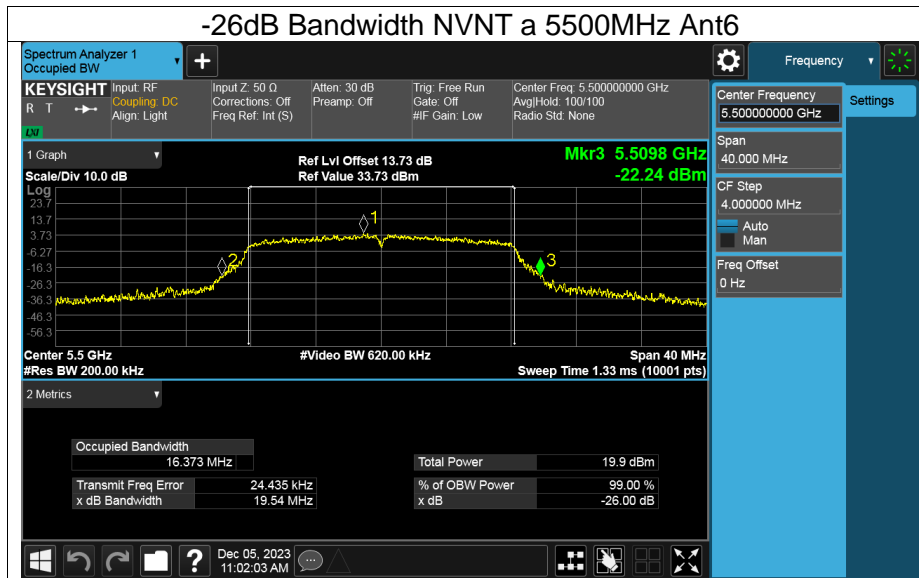 -26dB Bandwidth NVNT a 5500MHz Ant6
Spectrum Analyzer 1
Occupied BW
+
Frequency
KEYSIGHT
R T
LXI
Input: RF
Coupling: DC
Align: Light
Input Z: 50 Ω
Corrections: Off
Freq Ref: Int (S)
Atten: 30 dB
Preamp: Off
Trig: Free Run
Gate: Off
#IF Gain: Low
Center Freq: 5.500000000 GHz
Avg|Hold: 100/100
Radio Std: None
Center Frequency
5.500000000 GHz
Settings
Span
40.000 MHz
CF Step
4.000000 MHz
Auto
Man
Freq Offset
0 Hz
1 Graph
Scale/Div 10.0 dB
Ref Lvl Offset 13.73 dB
Ref Value 33.73 dBm
Mkr3 5.5098 GHz
-22.24 dBm
Log
23.7
13.7
3.73
-6.27
-16.3
-26.3
-36.3
-46.3
-56.3
1
2
3
Center 5.5 GHz
#Res BW 200.00 kHz
#Video BW 620.00 kHz
Span 40 MHz
Sweep Time 1.33 ms (10001 pts)
2 Metrics
Occupied Bandwidth
16.373 MHz
Total Power 19.9 dBm
Transmit Freq Error 24.435 kHz
% of OBW Power 99.00 %
x dB Bandwidth 19.54 MHz
x dB -26.00 dB
?
Dec 05, 2023
11:02:03 AM